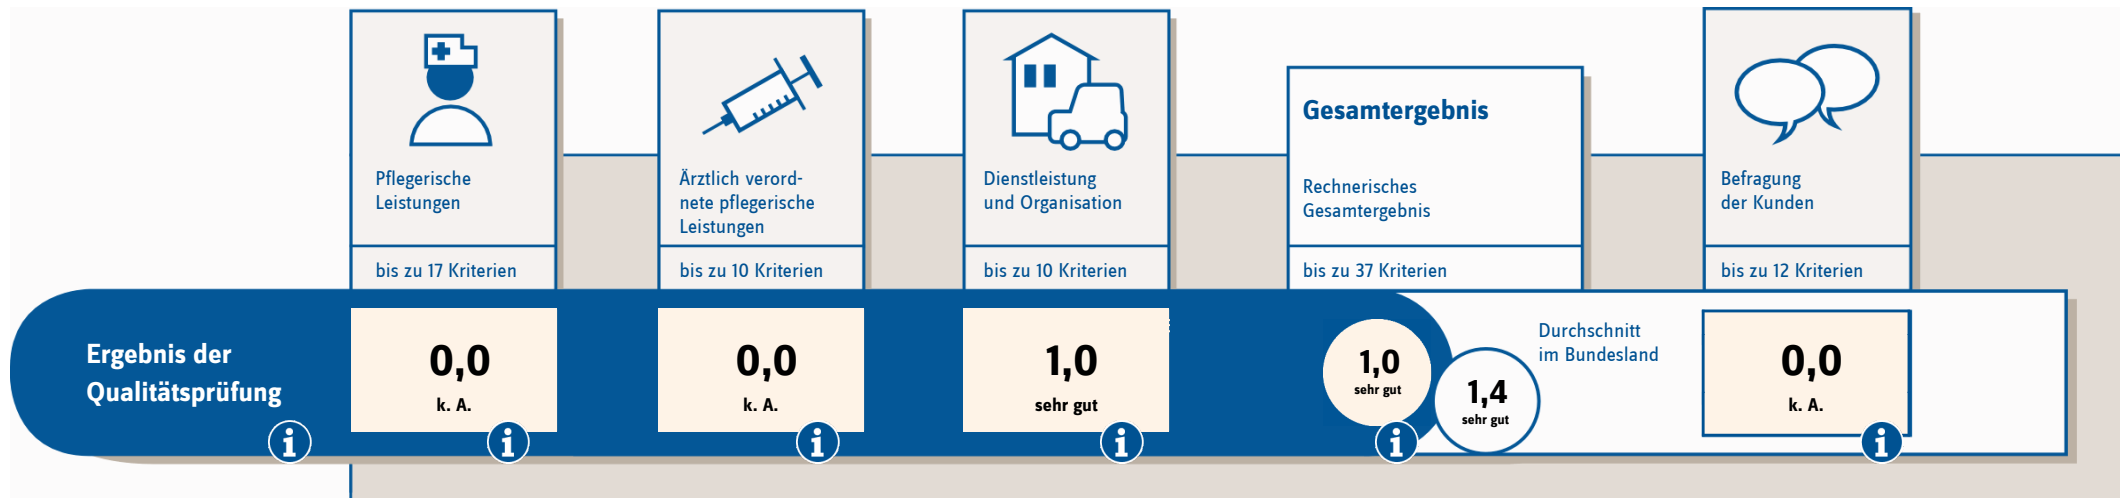 Pflegerische
Leistungen
bis zu 17 Kriterien
Ärztlich verord-
nete pflegerische
Leistungen
bis zu 10 Kriterien
Dienstleistung
und Organisation
bis zu 10 Kriterien
Gesamtergebnis
Rechnerisches
Gesamtergebnis
bis zu 37 Kriterien
Befragung
der Kunden
bis zu 12 Kriterien
Ergebnis der
Qualitätsprüfung
i
0,0
k. A.
i
0,0
k. A.
i
1,0
sehr gut
i
1,0
sehr gut
i
1,4
sehr gut
Durchschnitt
im Bundesland
0,0
k. A.
i